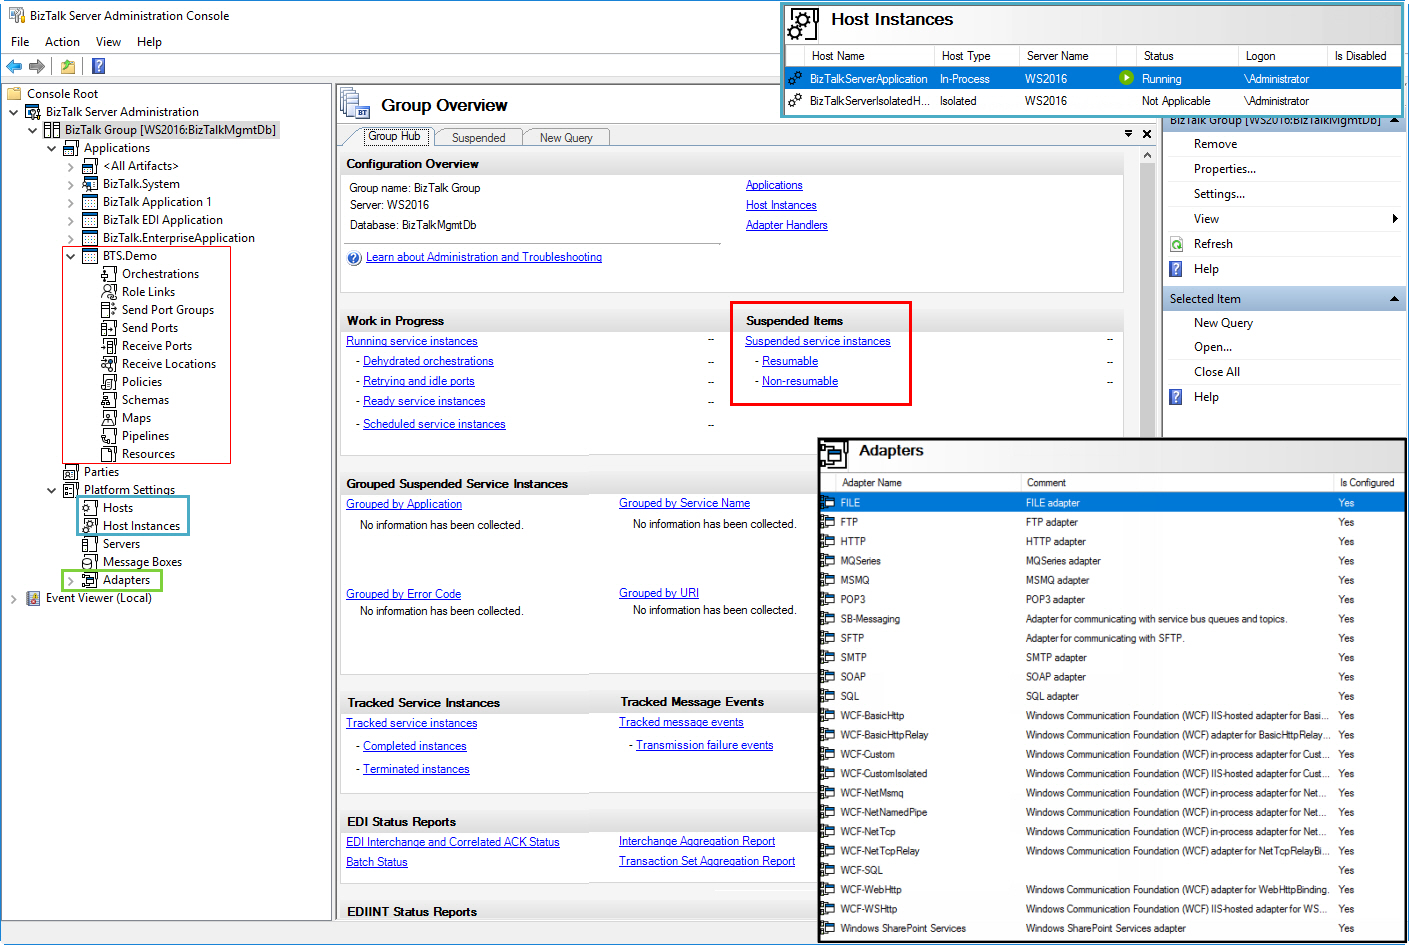 BizTalk Server Administration Console
File Action View Help
Console Root
BizTalk Server Administration
BizTalk Group [WS2016:BizTalkMgmtDb]
Applications
<All Artifacts>
BizTalk.System
BizTalk Application 1
BizTalk EDI Application
BizTalk.EnterpriseApplication
BTS.Demo
Orchestrations
Role Links
Send Port Groups
Send Ports
Receive Ports
Receive Locations
Policies
Schemas
Maps
Pipelines
Resources
Parties
Platform Settings
Hosts
Host Instances
Servers
Message Boxes
Adapters
Event Viewer (Local)
Group Overview
BT
Group Hub Suspended New Query
Configuration Overview
Group name: BizTalk Group
Server: WS2016
Database: BizTalkMgmtDb
Applications
Host Instances
Adapter Handlers
Learn about Administration and Troubleshooting
Work in Progress
Running service instances --
- Dehydrated orchestrations --
- Retrying and idle ports --
- Ready service instances --
- Scheduled service instances --
Suspended Items
Suspended service instances --
- Resumable --
- Non-resumable --
Grouped Suspended Service Instances
Grouped by Application
No information has been collected.
Grouped by Service Name
No information has been collected.
Grouped by Error Code
No information has been collected.
Grouped by URI
No information has been collected.
Tracked Service Instances
Tracked service instances
- Completed instances
- Terminated instances
Tracked Message Events
Tracked message events
- Transmission failure events
EDI Status Reports
EDI Interchange and Correlated ACK Status
Batch Status
Interchange Aggregation Report
Transaction Set Aggregation Report
EDIINT Status Reports
Host Instances
Host Name Host Type Server Name Status Logon Is Disabled
BizTalkServerApplication In-Process WS2016 Running \Administrator
BizTalkServerIsolatedH... Isolated WS2016 Not Applicable \Administrator
BizTalk Group [WS2016:BizTalkMgmtDb]
Remove
Properties...
Settings...
View
Refresh
Help
Selected Item
New Query
Open...
Close All
Help
Adapters
Adapter Name Comment Is Configured
FILE FILE adapter Yes
FTP FTP adapter Yes
HTTP HTTP adapter Yes
MQSeries MQSeries adapter Yes
MSMQ MSMQ adapter Yes
POP3 POP3 adapter Yes
SB-Messaging Adapter for communicating with service bus queues and topics. Yes
SFTP Adapter for communicating with SFTP. Yes
SMTP SMTP adapter Yes
SOAP SOAP adapter Yes
SQL SQL adapter Yes
WCF-BasicHttp Windows Communication Foundation (WCF) IIS-hosted adapter for Basi... Yes
WCF-BasicHttpRelay Windows Communication Foundation (WCF) adapter for BasicHttpRelay... Yes
WCF-Custom Windows Communication Foundation (WCF) in-process adapter for Cust... Yes
WCF-CustomIsolated Windows Communication Foundation (WCF) IIS-hosted adapter for Cust... Yes
WCF-NetMsmq Windows Communication Foundation (WCF) in-process adapter for Net... Yes
WCF-NetNamedPipe Windows Communication Foundation (WCF) in-process adapter for Net... Yes
WCF-NetTcp Windows Communication Foundation (WCF) in-process adapter for Net... Yes
WCF-NetTcpRelay Windows Communication Foundation (WCF) adapter for NetTcpRelayBi... Yes
WCF-SQL Yes
WCF-WebHttp Windows Communication Foundation (WCF) adapter for WebHttpBinding. Yes
WCF-WSHttp Windows Communication Foundation (WCF) IIS-hosted adapter for WS... Yes
Windows SharePoint Services Windows SharePoint Services adapter Yes